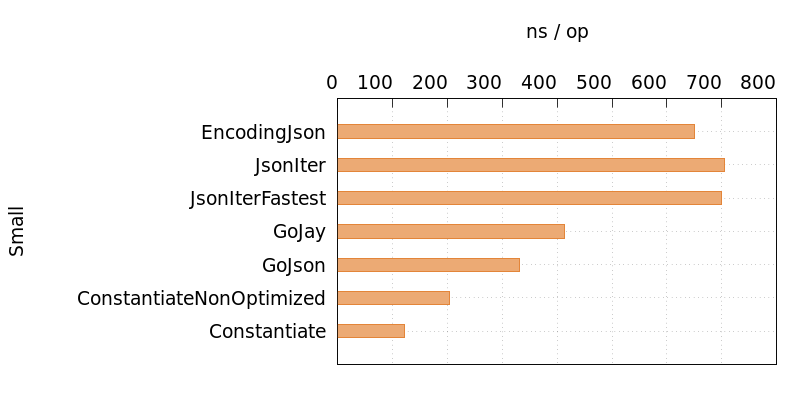 ns / op
0 100 200 300 400 500 600 700 800
EncodingJson
JsonIter
JsonIterFastest
GoJay
GoJson
ConstantiateNonOptimized
Constantiate
Small